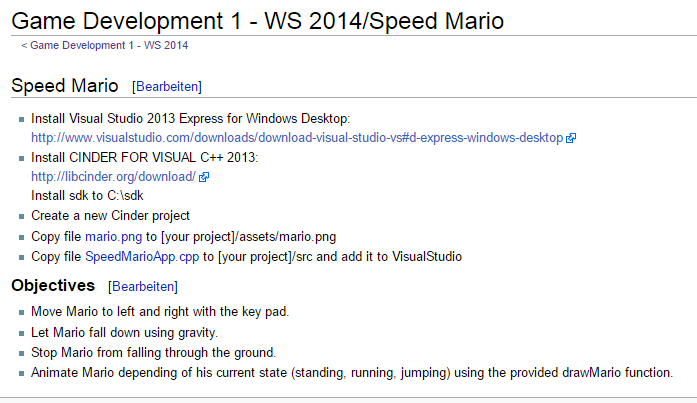 Game Development 1 - WS 2014/Speed Mario
< Game Development 1 - WS 2014
Speed Mario [Bearbeiten]
Install Visual Studio 2013 Express for Windows Desktop:
http://www.visualstudio.com/downloads/download-visual-studio-vs#d-express-windows-desktop
Install CINDER FOR VISUAL C++ 2013:
http://libcinder.org/download/
Install sdk to C:\sdk
Create a new Cinder project
Copy file mario.png to [your project]/assets/mario.png
Copy file SpeedMarioApp.cpp to [your project]/src and add it to VisualStudio
Objectives [Bearbeiten]
Move Mario to left and right with the key pad.
Let Mario fall down using gravity.
Stop Mario from falling through the ground.
Animate Mario depending of his current state (standing, running, jumping) using the provided drawMario function.